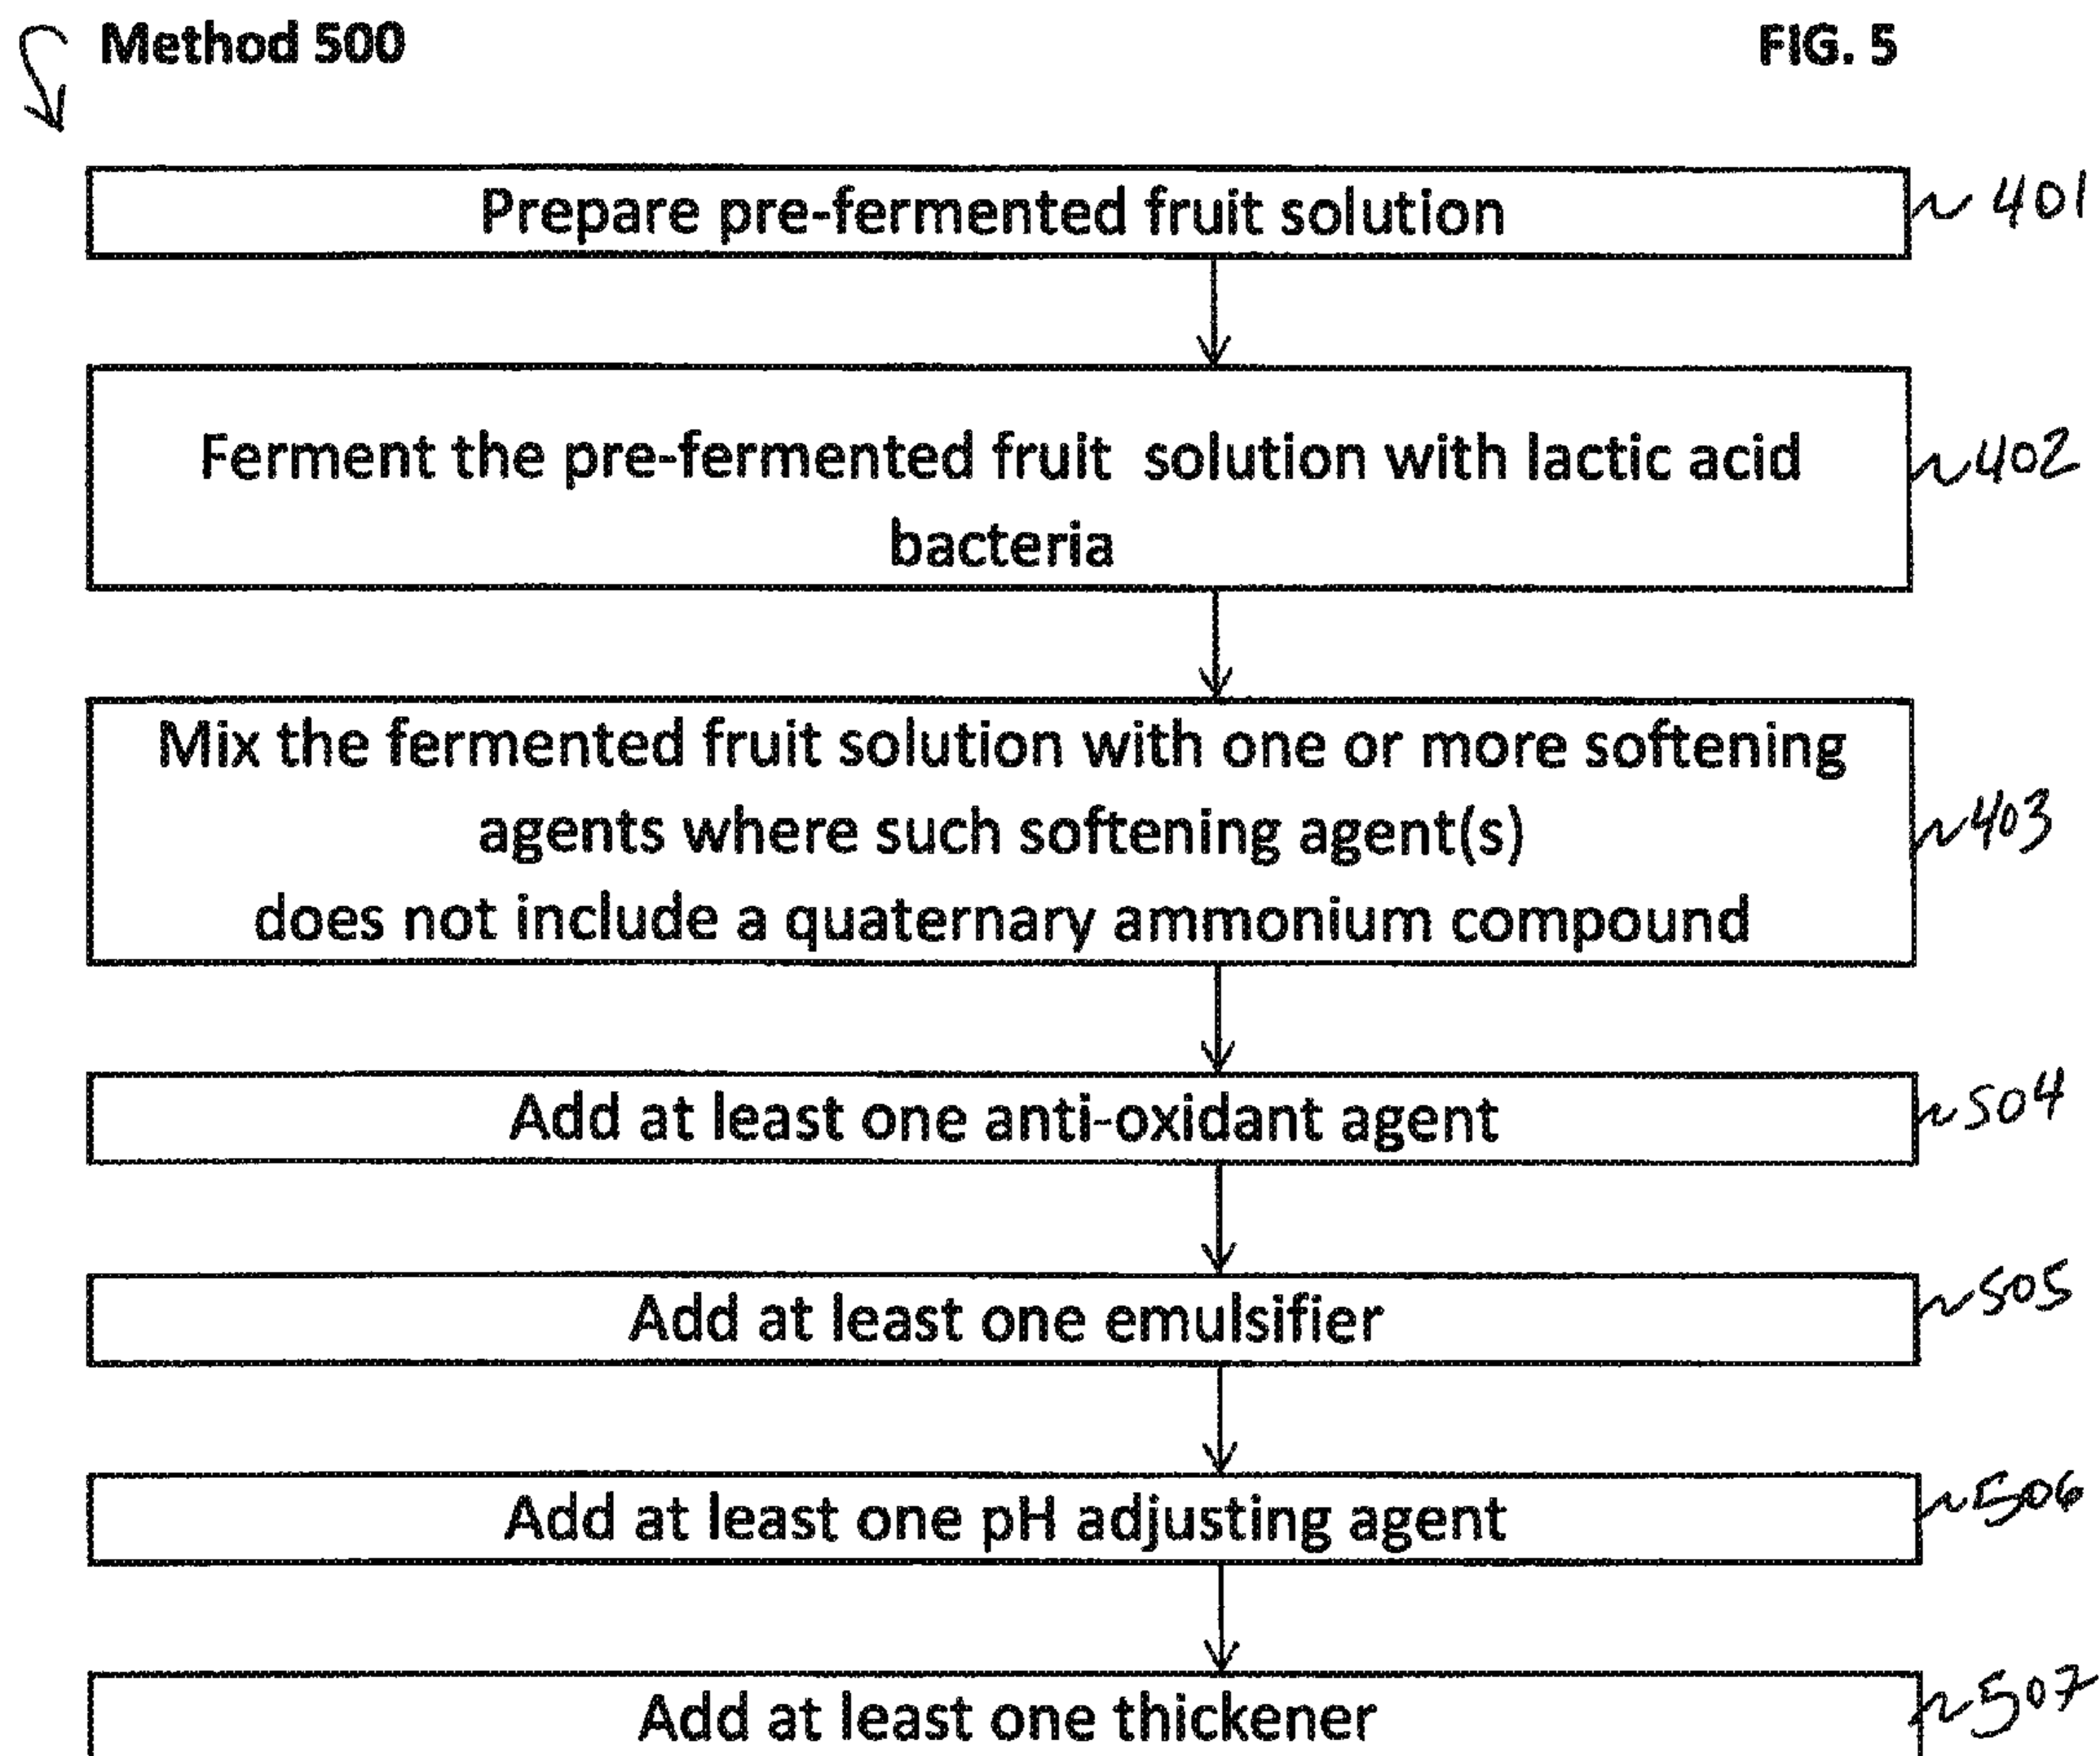 Method 500
FIG. 5
Prepare pre-fermented fruit solution
401
Ferment the pre-fermented fruit solution with lactic acid
bacteria
402
Mix the fermented fruit solution with one or more softening
agents where such softening agent(s)
does not include a quaternary ammonium compound
403
Add at least one anti-oxidant agent
504
Add at least one emulsifier
505
Add at least one pH adjusting agent
506
Add at least one thickener
507